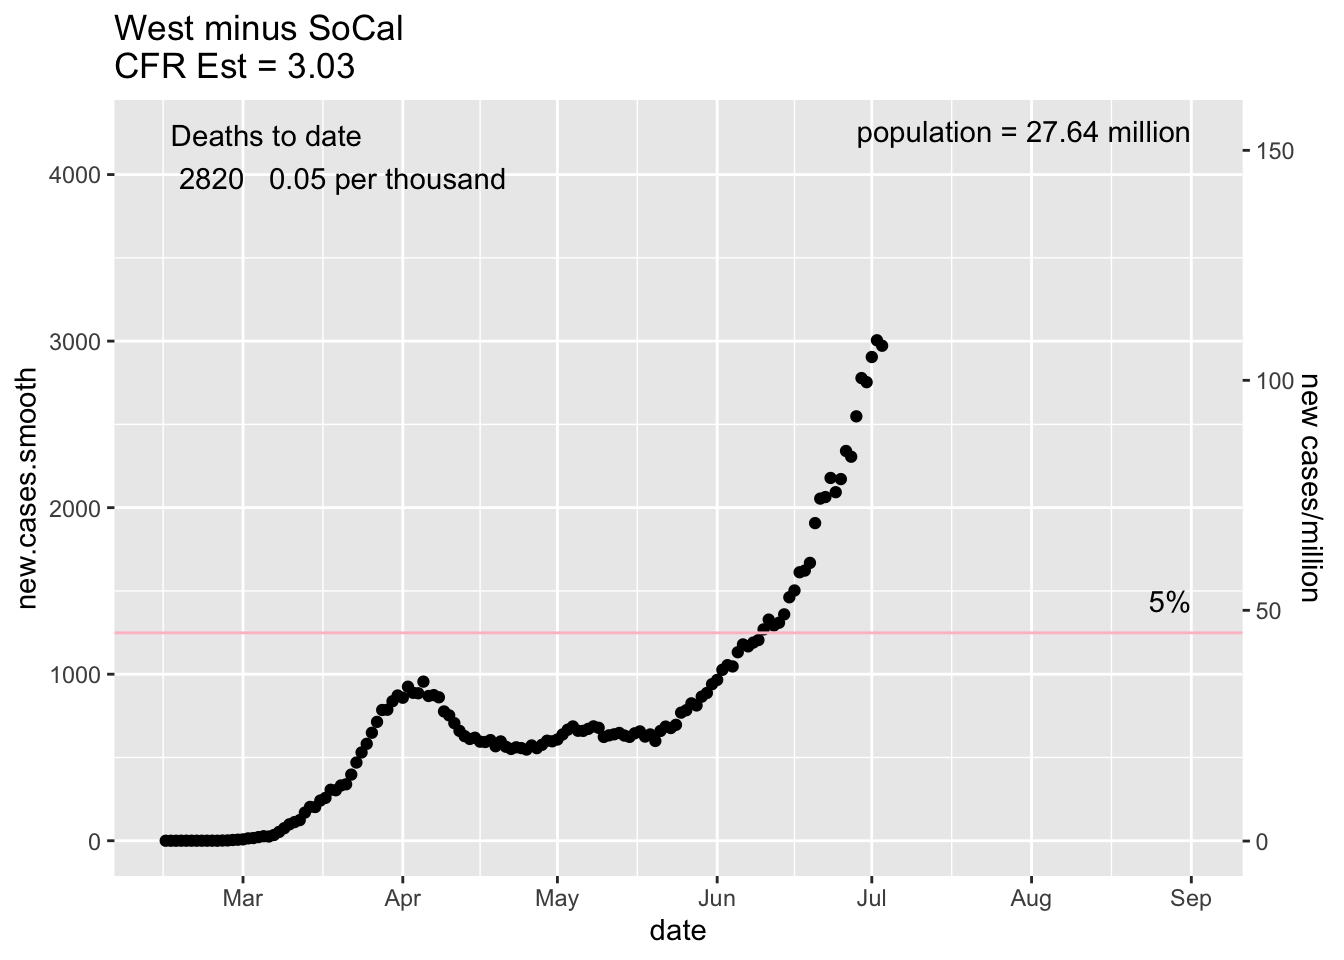 West minus SoCal
CFR Est = 3.03
Deaths to date
2820 0.05 per thousand
population = 27.64 million
4000
3000
2000
1000
0
new.cases.smooth
150
100
50
0
new cases/million
5%
Mar Apr May Jun Jul Aug Sep
date